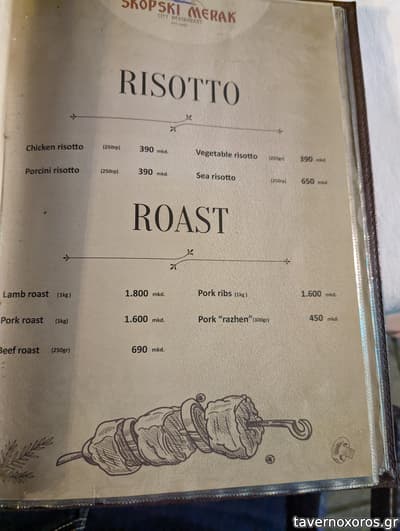 SKOPSKI MERAK
CITY RESTAURANT
RISOTTO
Chicken risotto (250gr) 390 mkd.
Vegetable risotto (250gr) 390 mkd.
Porcini risotto (250gr) 390 mkd.
Sea risotto (250gr) 650 mkd.
ROAST
Lamb roast (1kg) 1.800 mkd.
Pork ribs (1kg) 1.600 mkd.
Pork roast (1kg) 1.600 mkd.
Pork "razhen" (300gr) 450 mkd.
Beef roast (250gr) 690 mkd.
tavernoxoros.gr